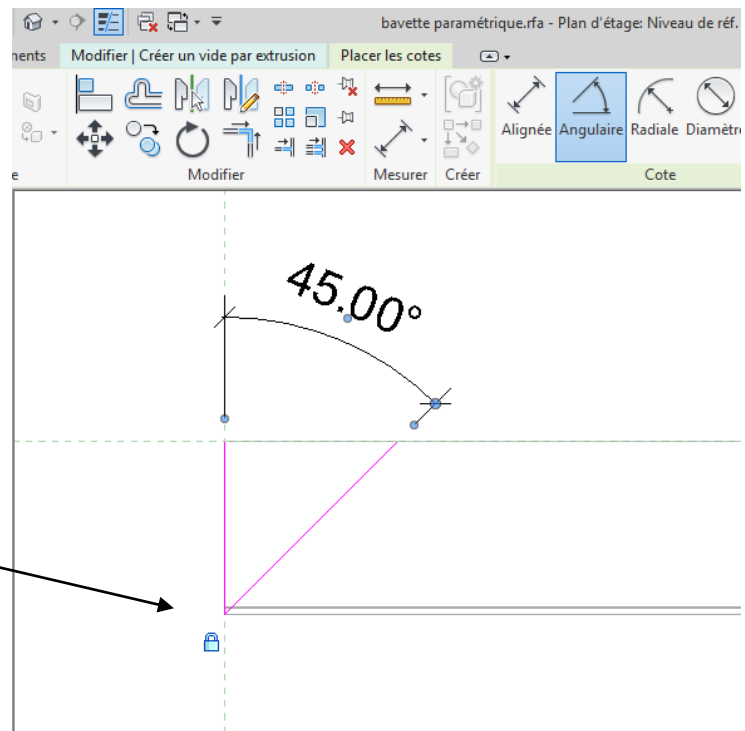 bavette paramétrique.rfa - Plan d'étage: Niveau de réf.
nents Modifier | Créer un vide par extrusion Placer les cotes
Alignée Angulaire Radiale Diamètre
e Modifier Mesurer Créer Cote
45.00°